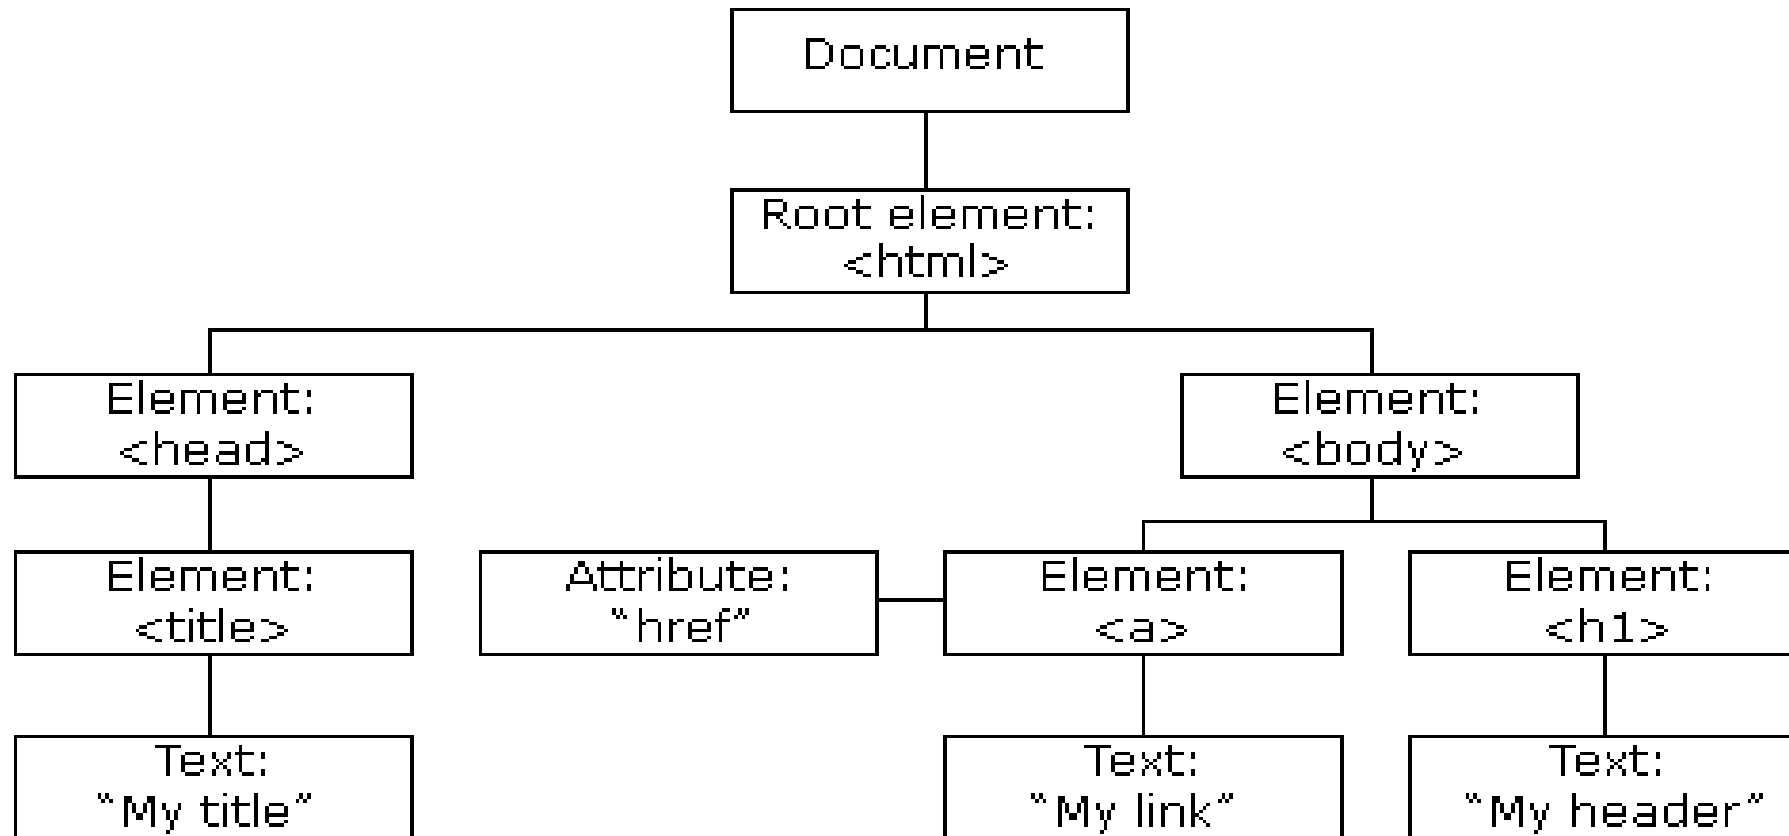 Document
Root element:
<html>
Element:
<head>
Element:
<body>
Element:
<title>
Attribute:
“href”
Element:
<a>
Element:
<h1>
Text:
“My title”
Text:
“My link”
Text:
“My header”